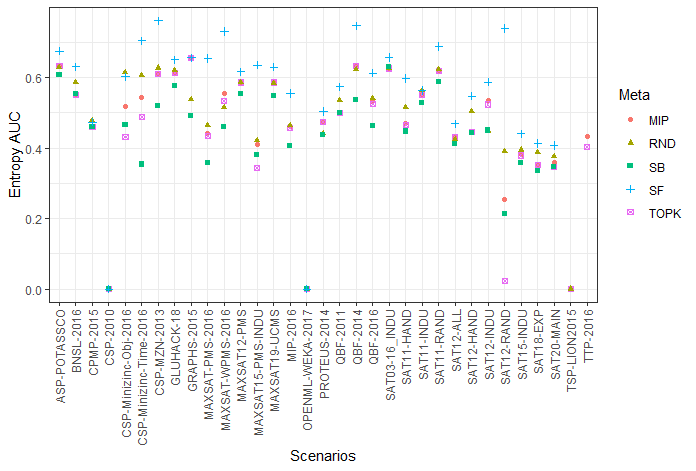 Entropy AUC
0.6
0.4
0.2
0.0
ASP-POTASSCO
BNSL-2016
CPMP-2015
CSP-2010
CSP-Minizinc-Obj-2016
CSP-Minizinc-Time-2016
CSP-MZN-2013
GLUHACK-18
GRAPHS-2015
MAXSAT-PMS-2016
MAXSAT-WPMS-2016
MAXSAT12-PMS
MAXSAT15-PMS-INDU
MAXSAT19-UCMS
MIP-2016
OPENML-WEKA-2017
PROTEUS-2014
QBF-2011
QBF-2014
QBF-2016
SAT03-16_INDU
SAT11-HAND
SAT11-INDU
SAT11-RAND
SAT12-ALL
SAT12-HAND
SAT12-INDU
SAT12-RAND
SAT15-INDU
SAT18-EXP
SAT20-MAIN
TSP-LION2015
TTP-2016
Scenarios
Meta
MIP
RND
SB
SF
TOPK